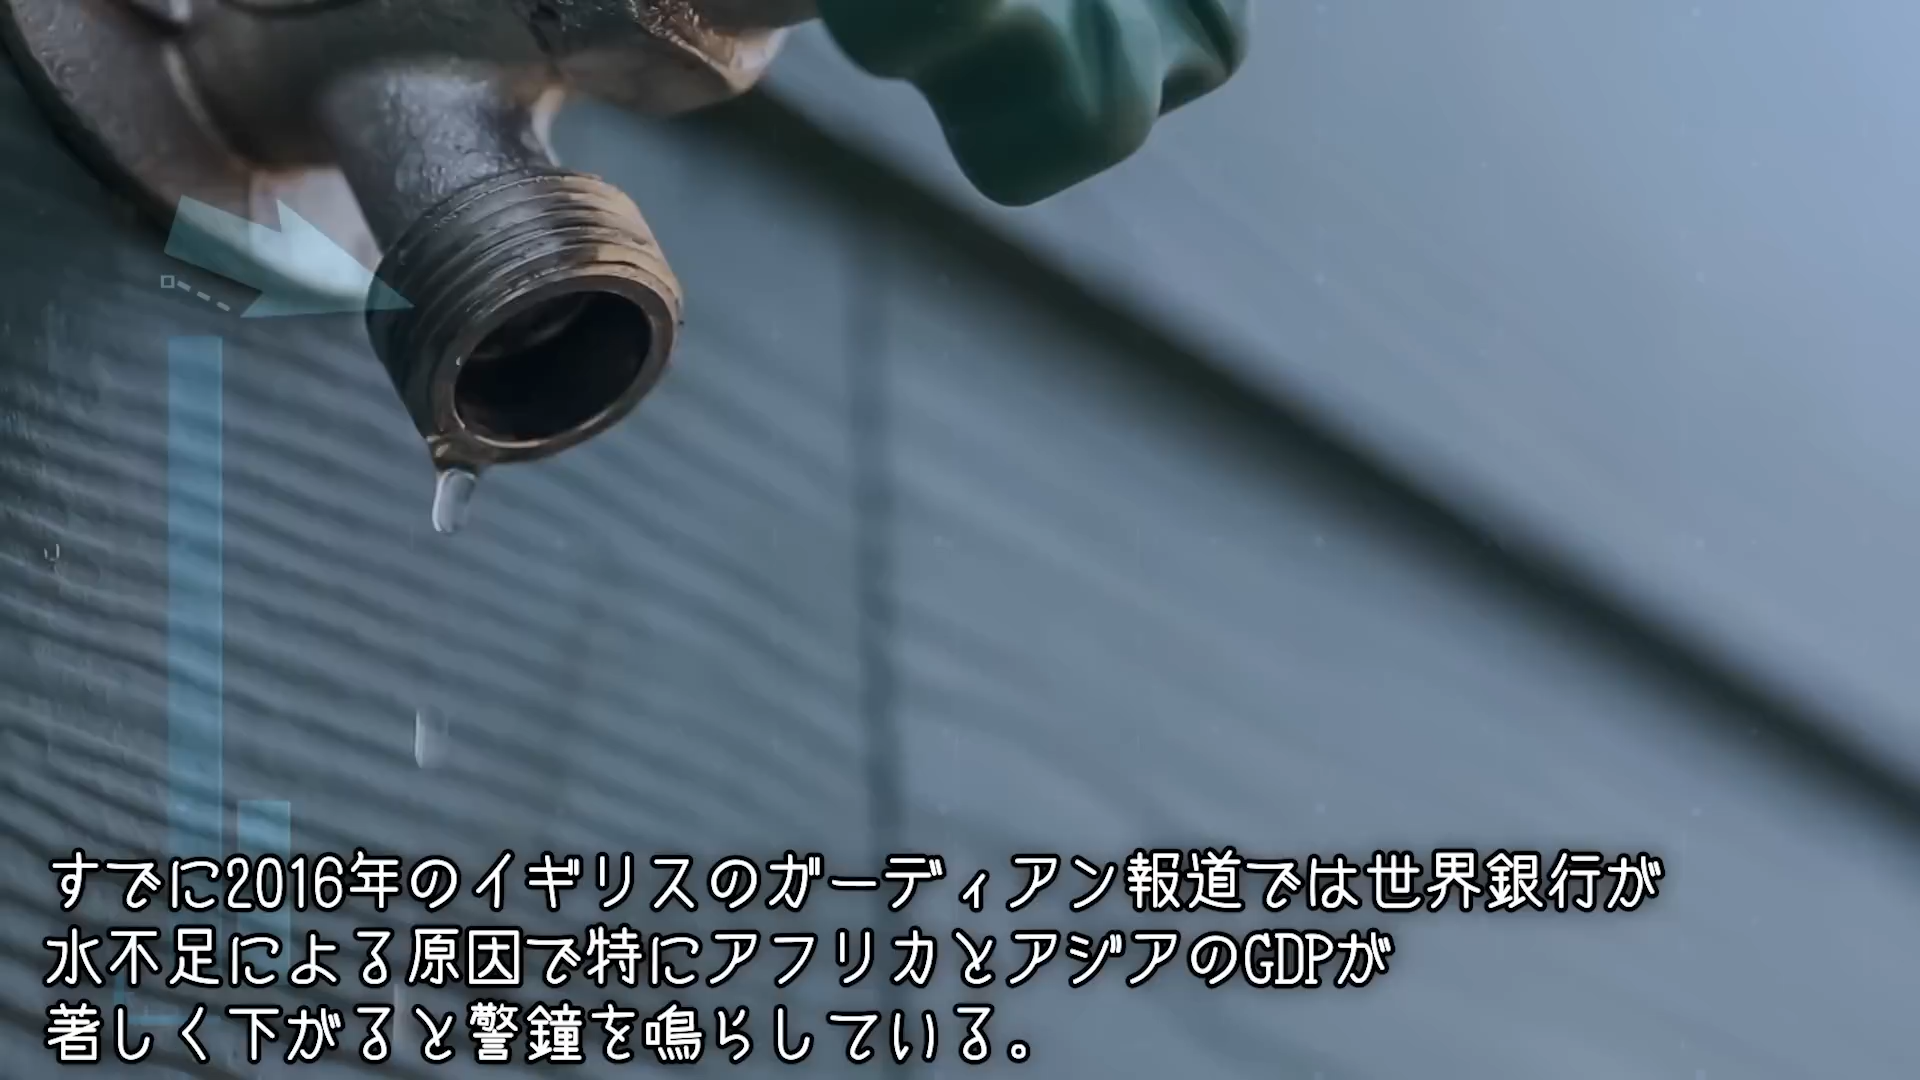 すでに2016年のイギリスのガーディアン報道では世界銀行が
水不足による原因で特にアフリカとアジアのGDPが
著しく下がると警鐘を鳴らしている。